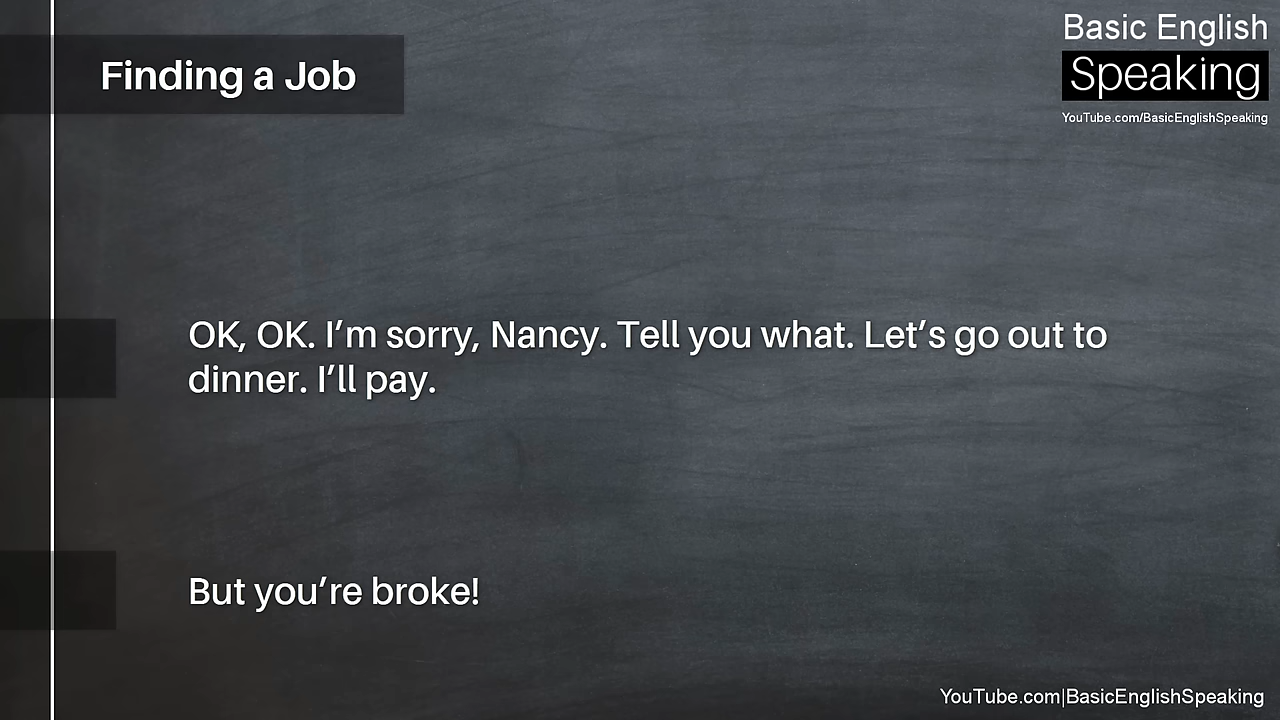 Basic English
Speaking
YouTube.com/BasicEnglishSpeaking
Finding a Job
OK, OK. I’m sorry, Nancy. Tell you what. Let’s go out to
dinner. I’ll pay.
But you’re broke!
YouTube.com|BasicEnglishSpeaking